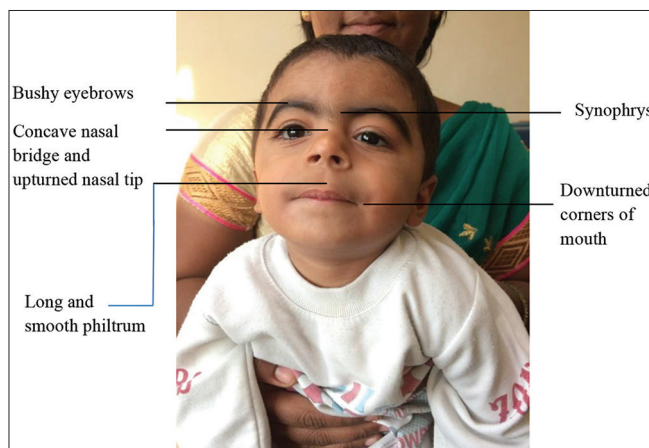 Bushy eyebrows
Synophrys
Concave nasal
bridge and
upturned nasal tip
Downturned
corners of
mouth
Long and
smooth philtrum